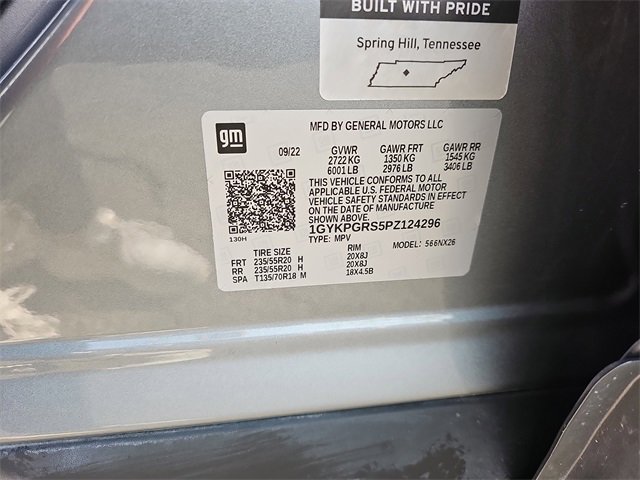 BUILT WITH PRIDE
Spring Hill, Tennessee
gm
MFD BY GENERAL MOTORS LLC
09/22 GVWR GAWR FRT GAWR RR
2722 KG 1350 KG 1545 KG
6001 LB 2976 LB 3406 LB
THIS VEHICLE CONFORMS TO ALL
APPLICABLE U.S. FEDERAL MOTOR
VEHICLE SAFETY STANDARDS IN EFFECT
ON THE DATE OF MANUFACTURE
SHOWN ABOVE.
1GYKPGRS5PZ124296
130H
TYPE: MPV MODEL: 566NX26
TIRE SIZE RIM
FRT 235/55R20 H 20X8J
RR 235/55R20 H 20X8J
SPA T135/70R18 M 18X4.5B